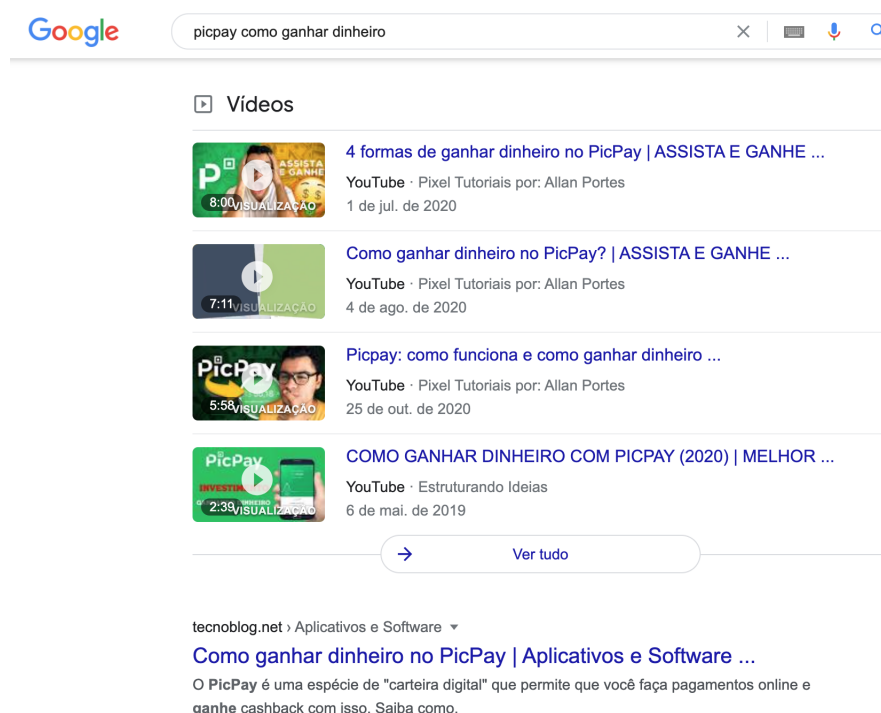 Google
picpay como ganhar dinheiro
Vídeos
P
ASSISTA
E GANHE
8:00
VISUALIZAÇÃO
4 formas de ganhar dinheiro no PicPay | ASSISTA E GANHE ...
YouTube · Pixel Tutoriais por: Allan Portes
1 de jul. de 2020
7:11
VISUALIZAÇÃO
Como ganhar dinheiro no PicPay? | ASSISTA E GANHE ...
YouTube · Pixel Tutoriais por: Allan Portes
4 de ago. de 2020
PicPay
5:58
VISUALIZAÇÃO
Picpay: como funciona e como ganhar dinheiro ...
YouTube · Pixel Tutoriais por: Allan Portes
25 de out. de 2020
PicPay
2:39
VISUALIZAÇÃO
COMO GANHAR DINHEIRO COM PICPAY (2020) | MELHOR ...
YouTube · Estruturando Ideias
6 de mai. de 2019
Ver tudo
tecnoblog.net › Aplicativos e Software
Como ganhar dinheiro no PicPay | Aplicativos e Software ...
O PicPay é uma espécie de "carteira digital" que permite que você faça pagamentos online e
ganhe cashback com isso. Saiba como.